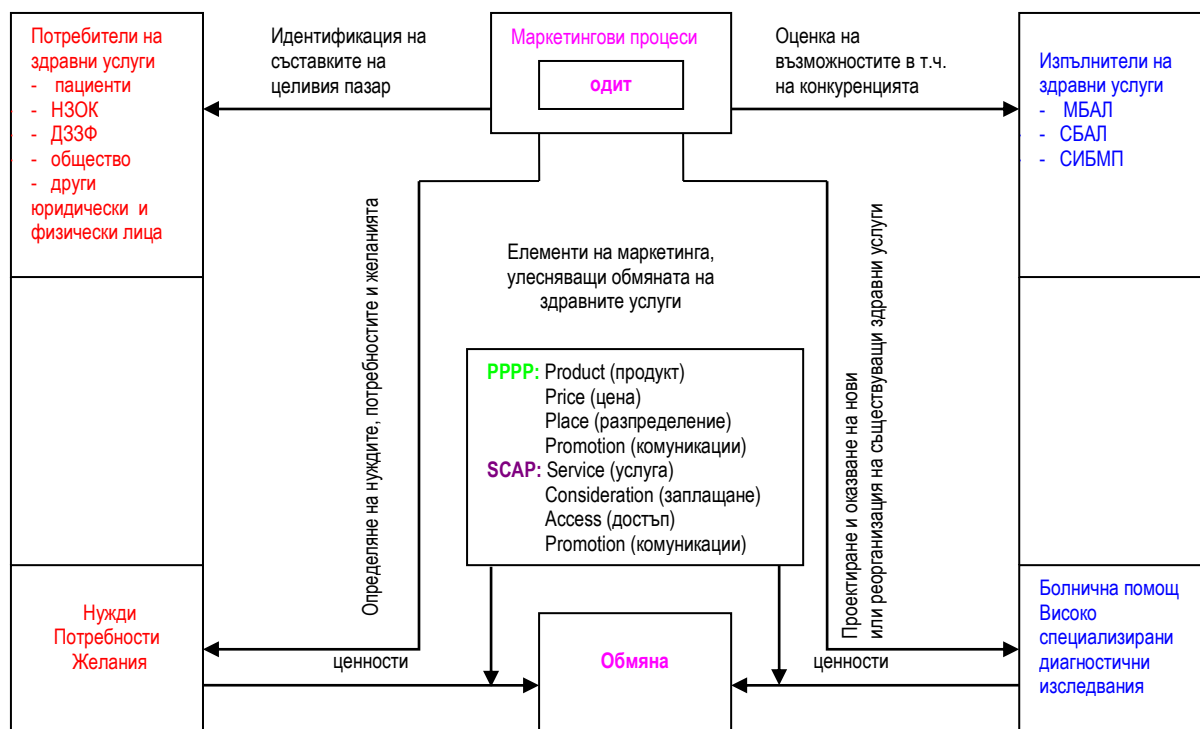 Потребители на
здравни услуги
- пациенти
- НЗОК
- ДЗЗФ
- общество
- други
юридически и
физически лица
Идентификация на
съставките на
целивия пазар
Маркетингови процеси
одит
Оценка на
възможностите в т.ч.
на конкуренцията
Изпълнители на
здравни услуги
- МБАЛ
- СБАЛ
- СИБМП
Определяне на нуждите, потребностите и желанията
Елементи на маркетинга,
улесняващи обмяната на
здравните услуги
PPPP: Product (продукт)
Price (цена)
Place (разпределение)
Promotion (комуникации)
SCAP: Service (услуга)
Consideration (заплащане)
Access (достъп)
Promotion (комуникации)
Проектиране и оказване на нови
или реорганизация на съществуващи здравни услуги
Нужди
Потребности
Желания
ценности
Обмяна
ценности
Болнична помощ
Високо
специализирани
диагностични
изследвания